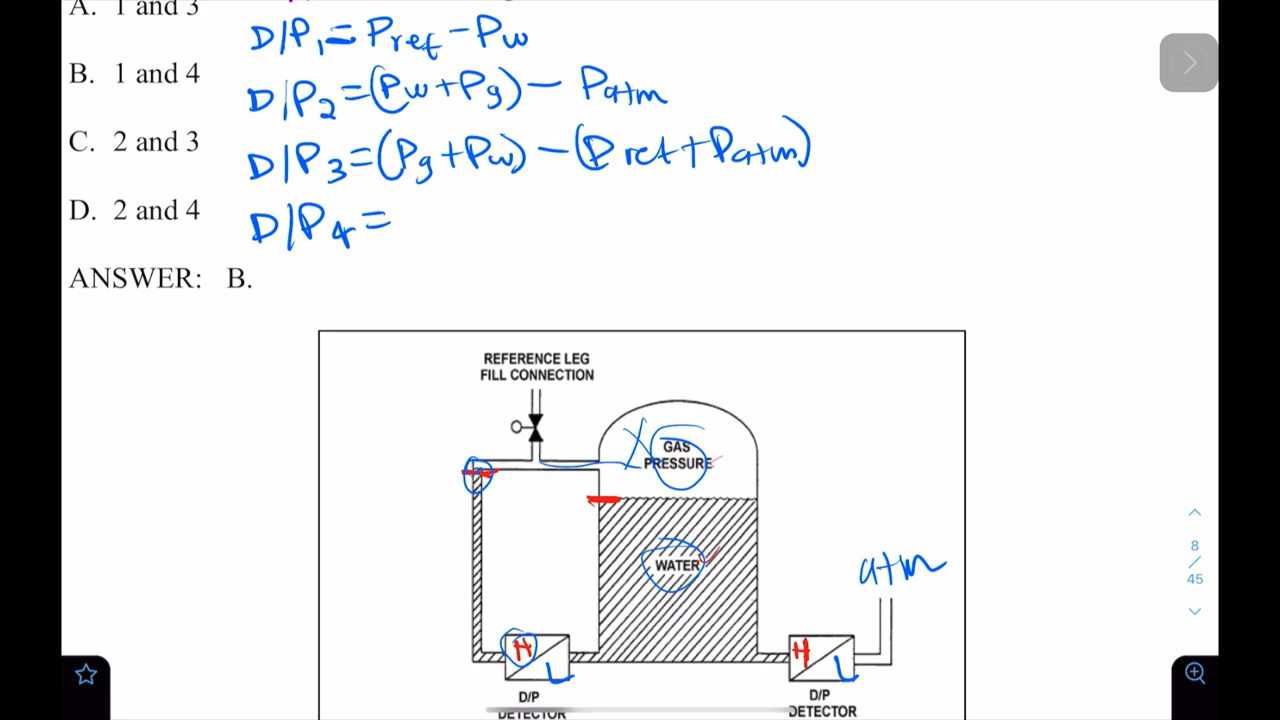 A. 1 and 3
D/P1 = Pref - Pw
B. 1 and 4
D/P2 = (Pw + Pg) - Patm
C. 2 and 3
D/P3 = (Pg + Pw) - (Pref + Patm)
D. 2 and 4
D/P4 =
ANSWER: B.
REFERENCE LEG
FILL CONNECTION
GAS
PRESSURE
WATER
atm
H
L
H
L
D/P
DETECTOR
D/P
DETECTOR
8
/
45